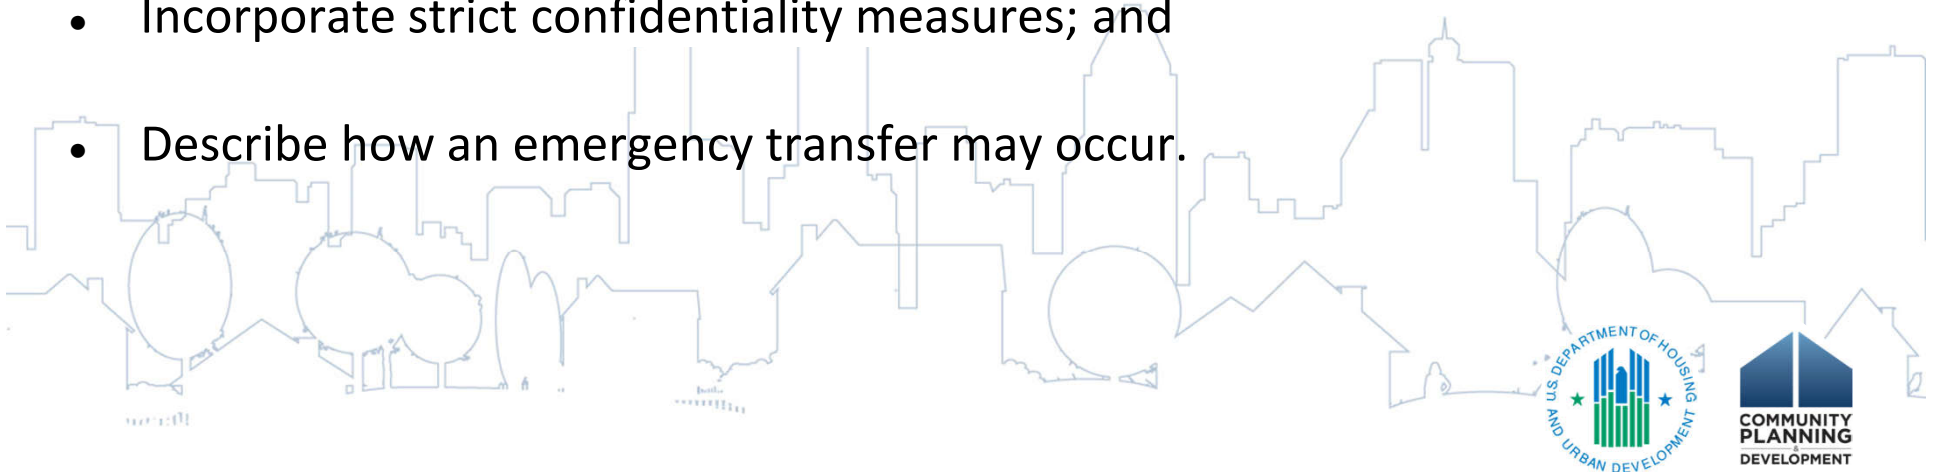 • Incorporate strict confidentiality measures; and
• Describe how an emergency transfer may occur.
U.S. DEPARTMENT OF HOUSING
AND URBAN DEVELOPMENT
COMMUNITY
PLANNING
&
DEVELOPMENT